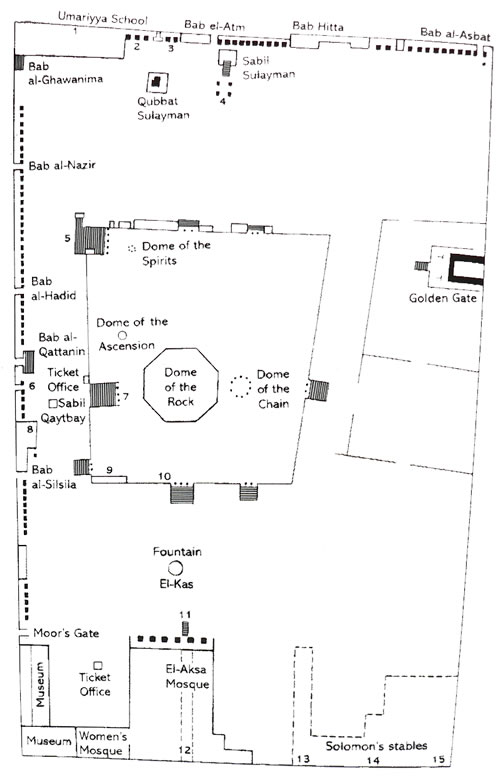 Umariyya School
Bab el-Atm
Bab Hitta
Bab al-Asbat
1
2
3
Bab
al-Ghawanima
Qubbat
Sulayman
Sabil
Sulayman
4
Bab al-Nazir
5
Dome of the
Spirits
Golden Gate
Bab
al-Hadid
Dome of the
Ascension
Bab al-
Qattanin
Ticket
Office
6
Sabil
Qaytbay
7
Dome
of the
Rock
Dome
of the
Chain
8
Bab
al-Silsila
9
10
Fountain
El-Kas
11
Moor's Gate
Museum
Ticket
Office
El-Aksa
Mosque
Museum
Women's
Mosque
12
13
Solomon's stables
14
15